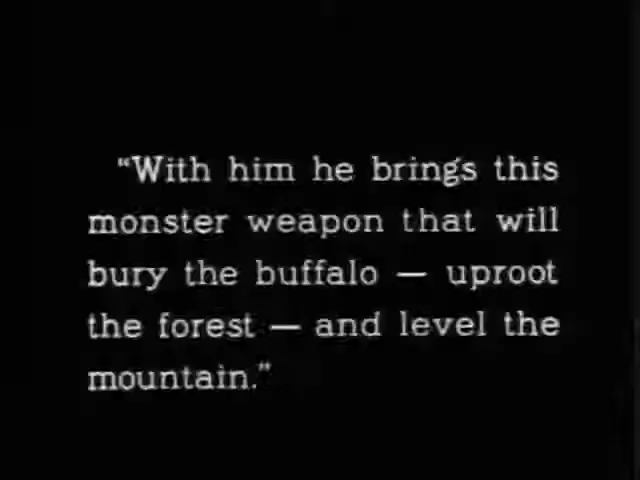 “With him he brings this
monster weapon that will
bury the buffalo — uproot
the forest — and level the
mountain.”